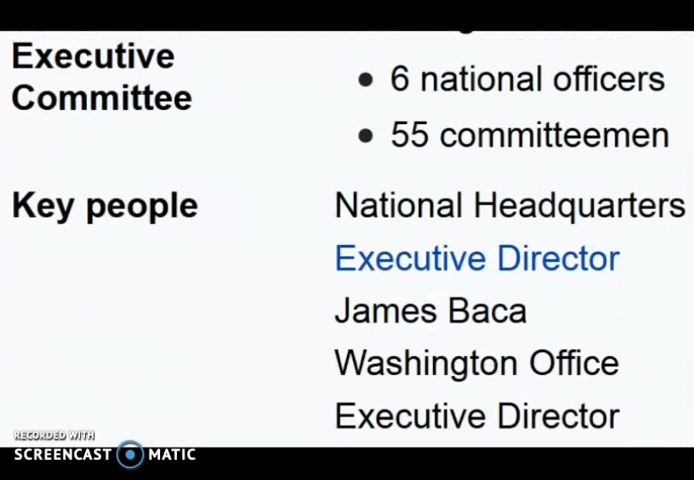 Executive
Committee
• 6 national officers
• 55 committeemen
Key people
National Headquarters
Executive Director
James Baca
Washington Office
Executive Director
RECORDED WITH
SCREENCAST MATIC